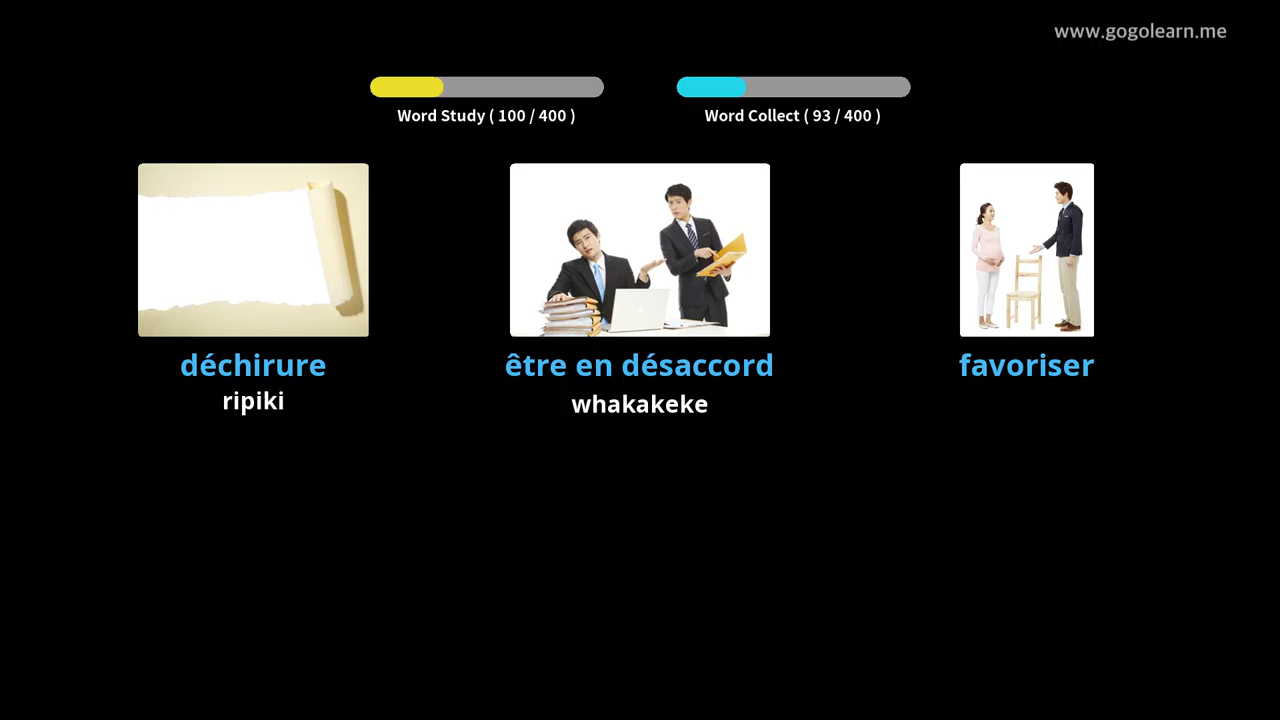 www.gogolearn.me
Word Study ( 100 / 400 )
Word Collect ( 93 / 400 )
déchirure
être en désaccord
favoriser
ripiki
whakakeke